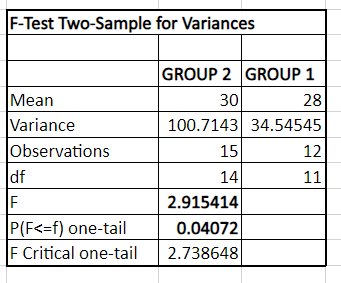 F-Test Two-Sample for Variances
GROUP 2 GROUP 1
Mean 30 28
Variance 100.7143 34.54545
Observations 15 12
df 14 11
F 2.915414
P(F<=f) one-tail 0.04072
F Critical one-tail 2.738648